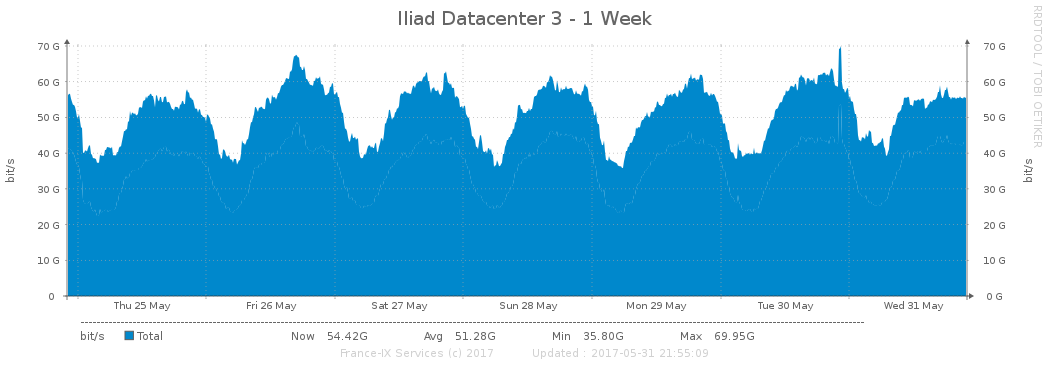 Iliad Datacenter 3 - 1 Week
RRDTOOL / TOBI OETIKER
bit/s
70 G 70 G
60 G 60 G
50 G 50 G
40 G 40 G
30 G 30 G
20 G 20 G
10 G 10 G
0 0 G
bit/s
Thu 25 May Fri 26 May Sat 27 May Sun 28 May Mon 29 May Tue 30 May Wed 31 May
bit/s Total Now 54.42G Avg 51.28G Min 35.80G Max 69.95G
France-IX Services (c) 2017 Updated : 2017-05-31 21:55:09